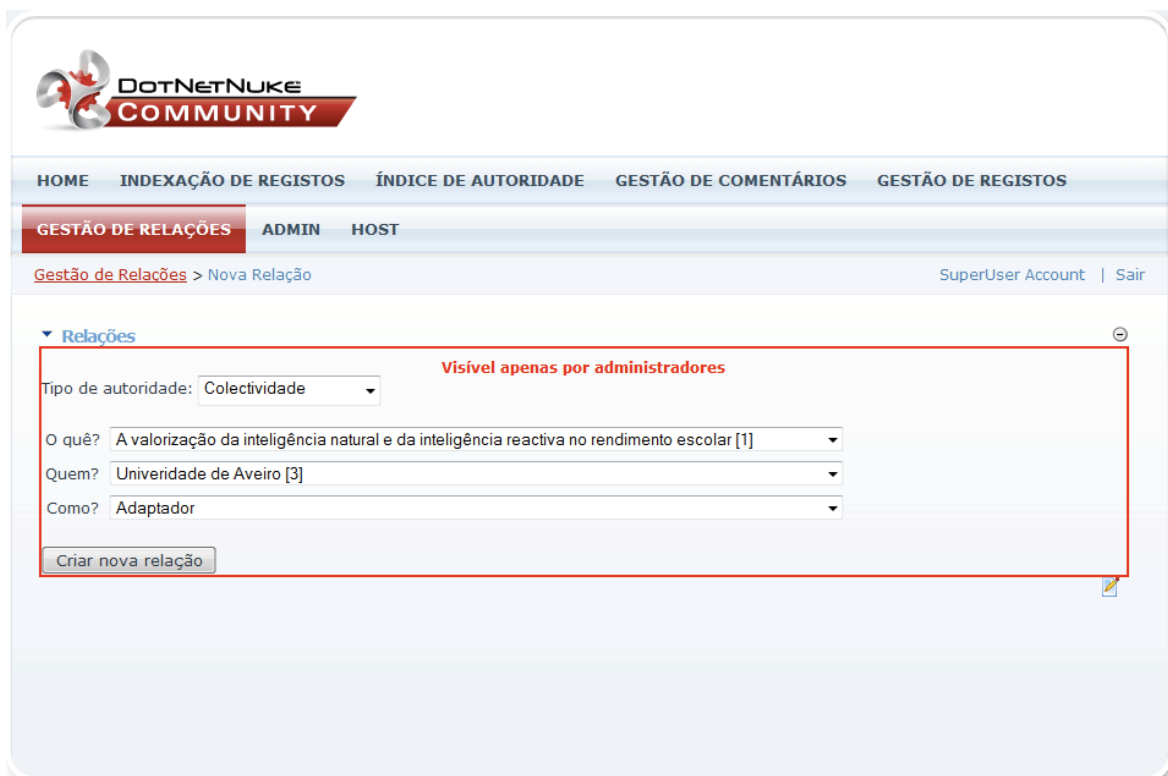 DOTNETNUKE
COMMUNITY
HOME INDEXAÇÃO DE REGISTOS ÍNDICE DE AUTORIDADE GESTÃO DE COMENTÁRIOS GESTÃO DE REGISTOS
GESTÃO DE RELAÇÕES ADMIN HOST
Gestão de Relações > Nova Relação SuperUser Account | Sair
Relações
Visível apenas por administradores
Tipo de autoridade: Colectividade
O quê? A valorização da inteligência natural e da inteligência reactiva no rendimento escolar [1]
Quem? Univeridade de Aveiro [3]
Como? Adaptador
Criar nova relação